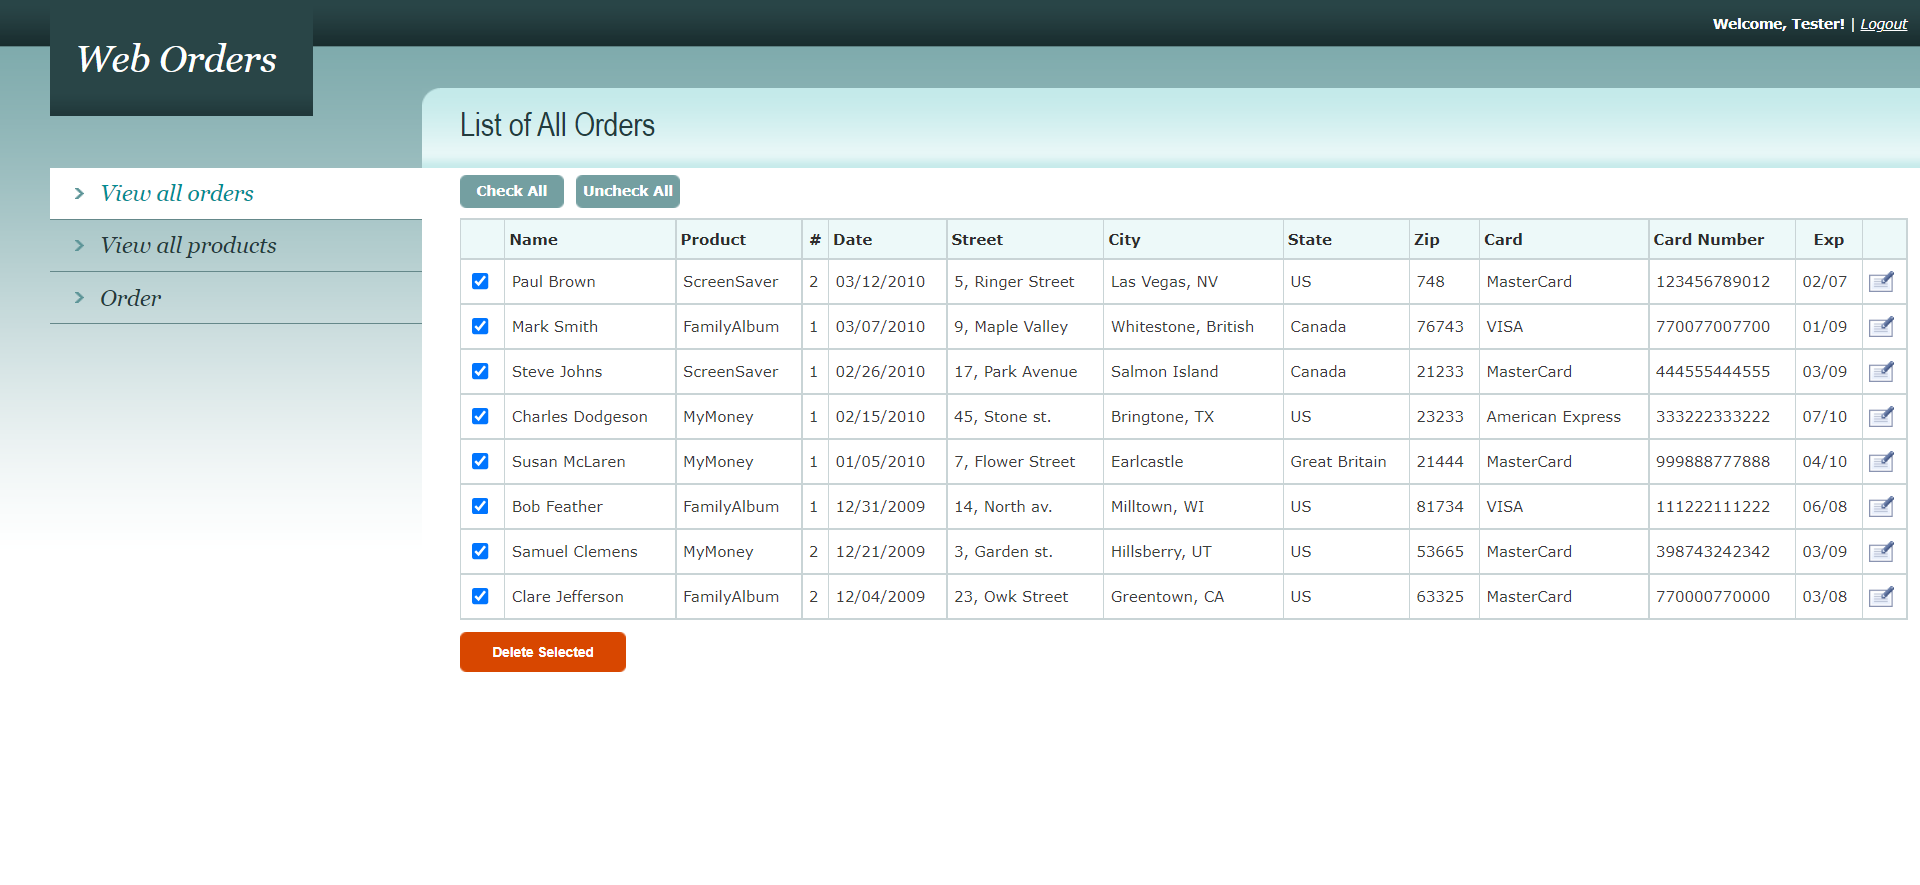 Welcome, Tester! | Logout
Web Orders
List of All Orders
View all orders
View all products
Order
Check All Uncheck All
Name Product # Date Street City State Zip Card Card Number Exp
Paul Brown ScreenSaver 2 03/12/2010 5, Ringer Street Las Vegas, NV US 748 MasterCard 123456789012 02/07
Mark Smith FamilyAlbum 1 03/07/2010 9, Maple Valley Whitestone, British Canada 76743 VISA 770077007700 01/09
Steve Johns ScreenSaver 1 02/26/2010 17, Park Avenue Salmon Island Canada 21233 MasterCard 444555444555 03/09
Charles Dodgeson MyMoney 1 02/15/2010 45, Stone st. Bringtone, TX US 23233 American Express 333222333222 07/10
Susan McLaren MyMoney 1 01/05/2010 7, Flower Street Earlcastle Great Britain 21444 MasterCard 999888777888 04/10
Bob Feather FamilyAlbum 1 12/31/2009 14, North av. Milltown, WI US 81734 VISA 111222111222 06/08
Samuel Clemens MyMoney 2 12/21/2009 3, Garden st. Hillsberry, UT US 53665 MasterCard 398743242342 03/09
Clare Jefferson FamilyAlbum 2 12/04/2009 23, Owk Street Greentown, CA US 63325 MasterCard 770000770000 03/08
Delete Selected